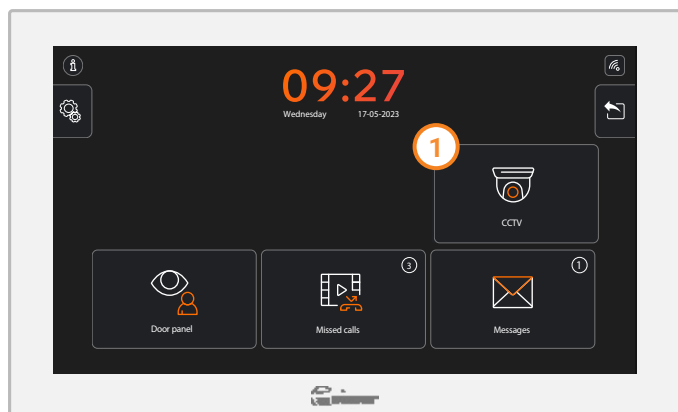 09:27
Wednesday 17-05-2023
1
CCTV
3
1
Door panel
Missed calls
Messages